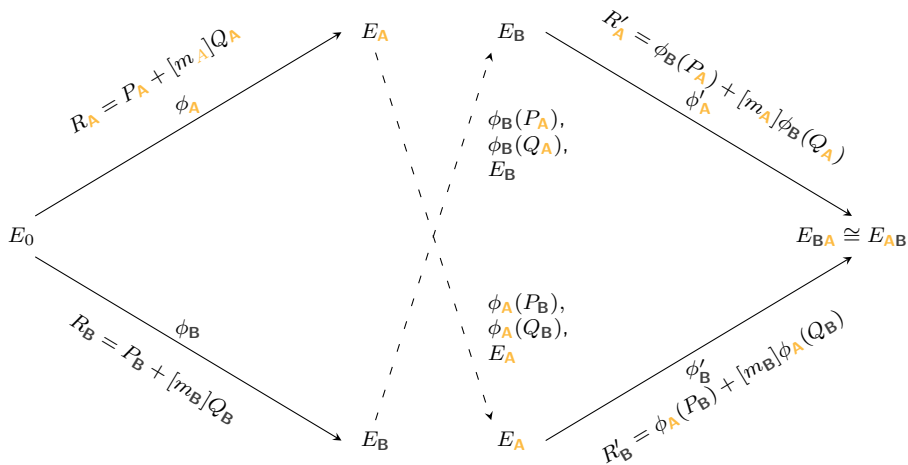 E_A
E_B
R_A = P_A + [m_A]Q_A
R'_A = ϕ_B(P_A) + [m_A]ϕ_B(Q_A)
ϕ_A
ϕ'_A
ϕ_B(P_A),
ϕ_B(Q_A),
E_B
E_0
E_BA ≅ E_AB
ϕ_A(P_B),
ϕ_A(Q_B),
E_A
ϕ_B
ϕ'_B
R_B = P_B + [m_B]Q_B
R'_B = ϕ_A(P_B) + [m_B]ϕ_A(Q_B)
E_B
E_A